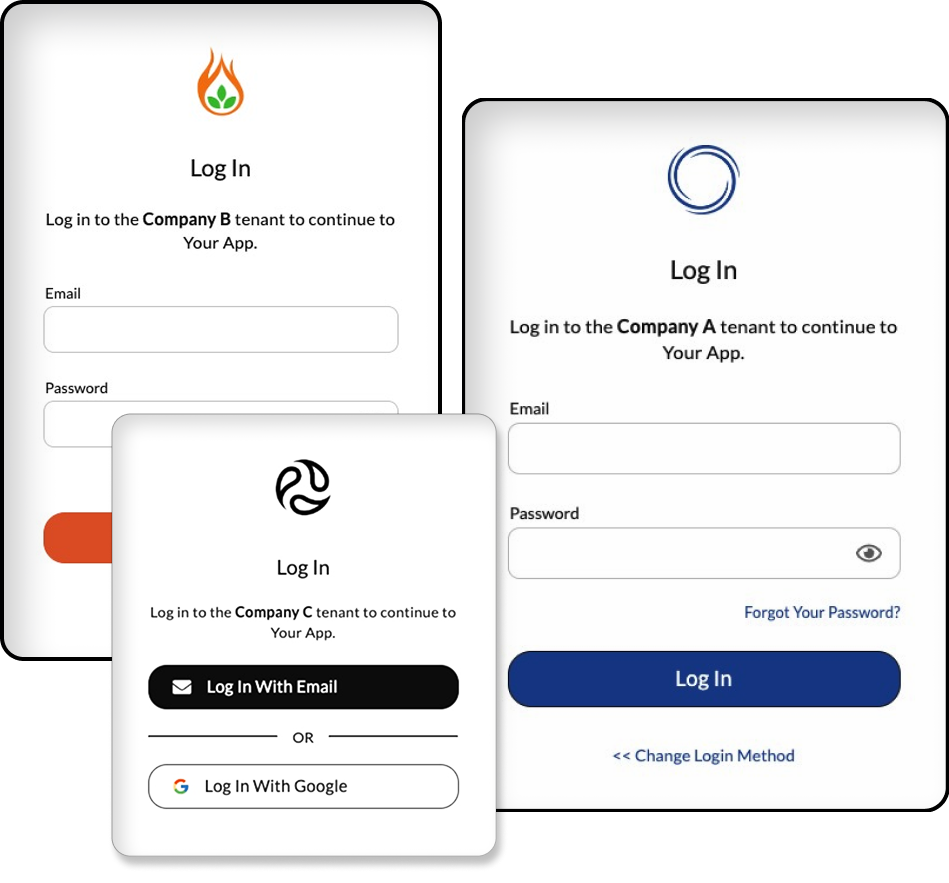 Log In
Log in to the Company B tenant to continue to
Your App.
Email
Password
Log In
Log in to the Company A tenant to continue to
Your App.
Email
Password
Forgot Your Password?
Log In
<< Change Login Method
Log In
Log in to the Company C tenant to continue to
Your App.
Log In With Email
OR
Log In With Google